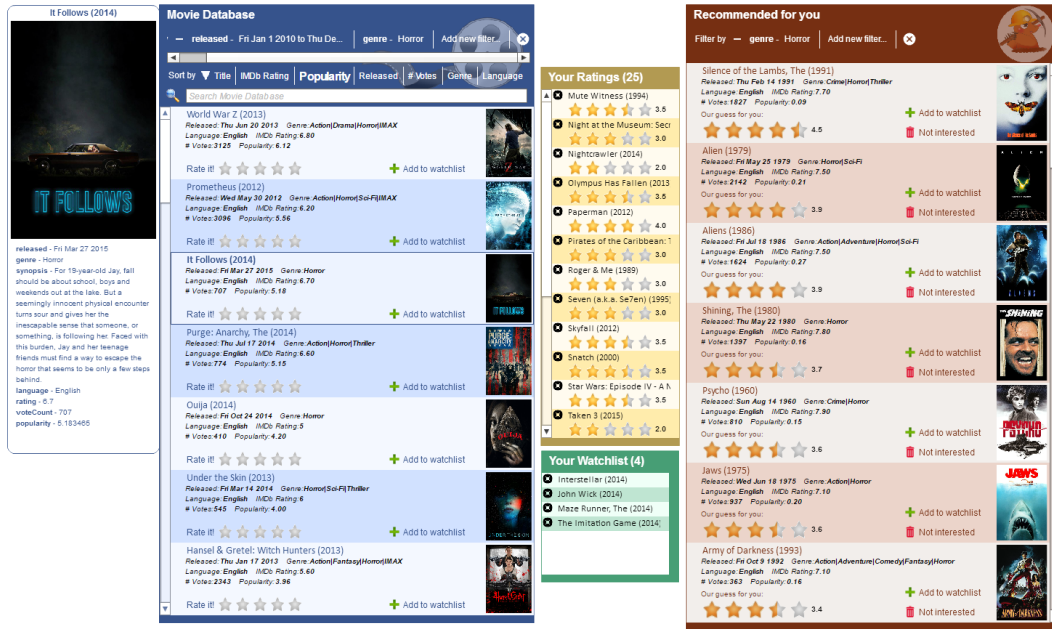 It Follows (2014)
IT FOLLOWS
released - Fri Mar 27 2015
genre - Horror
synopsis - For 19-year-old Jay, fall
should be about school, boys and
weekends out at the lake. But a
seemingly innocent physical encounter
turns sour and gives her the
inescapable sense that someone, or
something, is following her. Faced with
this burden, Jay and her teenage
friends must find a way to escape the
horror that seems to be only a few steps
behind.
language - English
rating - 6.7
voteCount - 707
popularity - 5.183465
Movie Database
released - Fri Jan 1 2010 to Thu De... genre - Horror Add new filter...
Sort by Title IMDb Rating Popularity Released # Votes Genre Language
Search Movie Database
World War Z (2013)
Released:Thu Jun 20 2013 Genre:Action|Drama|Horror|IMAX
Language:English IMDb Rating:6.80
# Votes:3125 Popularity:6.12
Rate it! Add to watchlist
Prometheus (2012)
Released:Wed May 30 2012 Genre:Action|Horror|Sci-Fi|IMAX
Language:English IMDb Rating:6.20
# Votes:3096 Popularity:5.56
Rate it! Add to watchlist
It Follows (2014)
Released:Fri Mar 27 2015 Genre:Horror
Language:English IMDb Rating:6.70
# Votes:707 Popularity:5.18
Rate it! Add to watchlist
IT FOLLOWS
Purge: Anarchy, The (2014)
Released:Thu Jul 17 2014 Genre:Action|Horror|Thriller
Language:English IMDb Rating:6.60
# Votes:774 Popularity:5.15
Rate it! Add to watchlist
PURGE
Ouija (2014)
Released:Fri Oct 24 2014 Genre:Horror
Language:English IMDb Rating:5
# Votes:410 Popularity:4.20
Rate it! Add to watchlist
OUIJA
Under the Skin (2013)
Released:Fri Mar 14 2014 Genre:Horror|Sci-Fi|Thriller
Language:English IMDb Rating:6
# Votes:545 Popularity:4.00
Rate it! Add to watchlist
Hansel & Gretel: Witch Hunters (2013)
Released:Thu Jan 17 2013 Genre:Action|Fantasy|Horror|IMAX
Language:English IMDb Rating:5.60
# Votes:2343 Popularity:3.96
Rate it! Add to watchlist
Your Ratings (25)
Mute Witness (1994)
3.5
Night at the Museum: Secr
3.0
Nightcrawler (2014)
2.0
Olympus Has Fallen (2013
3.5
Paperman (2012)
4.0
Pirates of the Caribbean: T
3.0
Roger & Me (1989)
3.0
Seven (a.k.a. Se7en) (1995)
3.0
Skyfall (2012)
3.5
Snatch (2000)
3.5
Star Wars: Episode IV - A N
3.5
Taken 3 (2015)
2.0
Your Watchlist (4)
Interstellar (2014)
John Wick (2014)
Maze Runner, The (2014)
The Imitation Game (2014)
Recommended for you
Filter by genre - Horror Add new filter...
Silence of the Lambs, The (1991)
Released:Thu Feb 14 1991 Genre:Crime|Horror|Thriller
Language:English IMDb Rating:7.70
# Votes:1827 Popularity:0.09
Our guess for you: Add to watchlist
4.5 Not interested
Alien (1979)
Released:Fri May 25 1979 Genre:Horror|Sci-Fi
Language:English IMDb Rating:7.50
# Votes:2142 Popularity:0.21
Our guess for you: Add to watchlist
3.9 Not interested
ALIEN
Aliens (1986)
Released:Fri Jul 18 1986 Genre:Action|Adventure|Horror|Sci-Fi
Language:English IMDb Rating:7.50
# Votes:1624 Popularity:0.27
Our guess for you: Add to watchlist
3.9 Not interested
ALIENS
Shining, The (1980)
Released:Thu May 22 1980 Genre:Horror
Language:English IMDb Rating:7.80
# Votes:1397 Popularity:0.16
Our guess for you: Add to watchlist
3.7 Not interested
SHINING
Psycho (1960)
Released:Sun Aug 14 1960 Genre:Crime|Horror
Language:English IMDb Rating:7.90
# Votes:810 Popularity:0.15
Our guess for you: Add to watchlist
3.6 Not interested
PSYCHO
Jaws (1975)
Released:Wed Jun 18 1975 Genre:Action|Horror
Language:English IMDb Rating:7.10
# Votes:937 Popularity:0.20
Our guess for you: Add to watchlist
3.6 Not interested
JAWS
Army of Darkness (1993)
Released:Fri Oct 9 1992 Genre:Action|Adventure|Comedy|Fantasy|Horror
Language:English IMDb Rating:7.10
# Votes:363 Popularity:0.16
Our guess for you: Add to watchlist
3.4 Not interested
ARMY OF DARKNESS